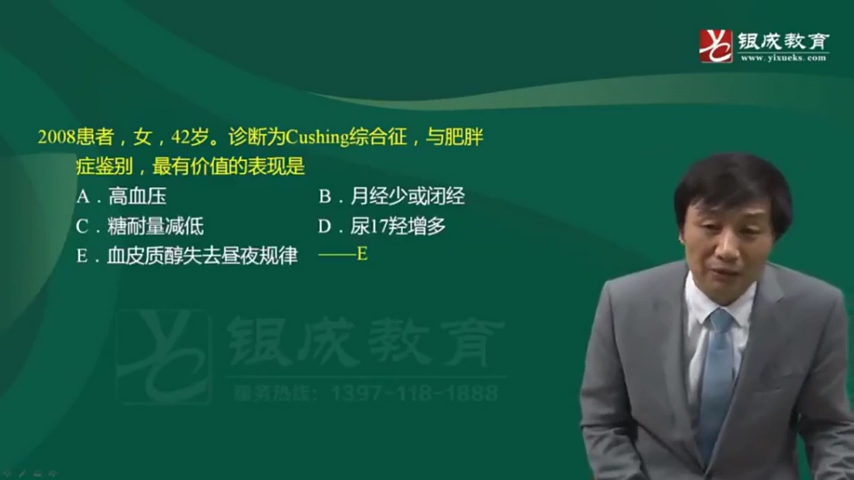 银成教育
www.yixueks.com
2008患者，女，42岁。诊断为Cushing综合征，与肥胖
症鉴别，最有价值的表现是
A．高血压 B．月经少或闭经
C．糖耐量减低 D．尿17羟增多
E．血皮质醇失去昼夜规律 ——E
银成教育
服务热线：1397-118-1888